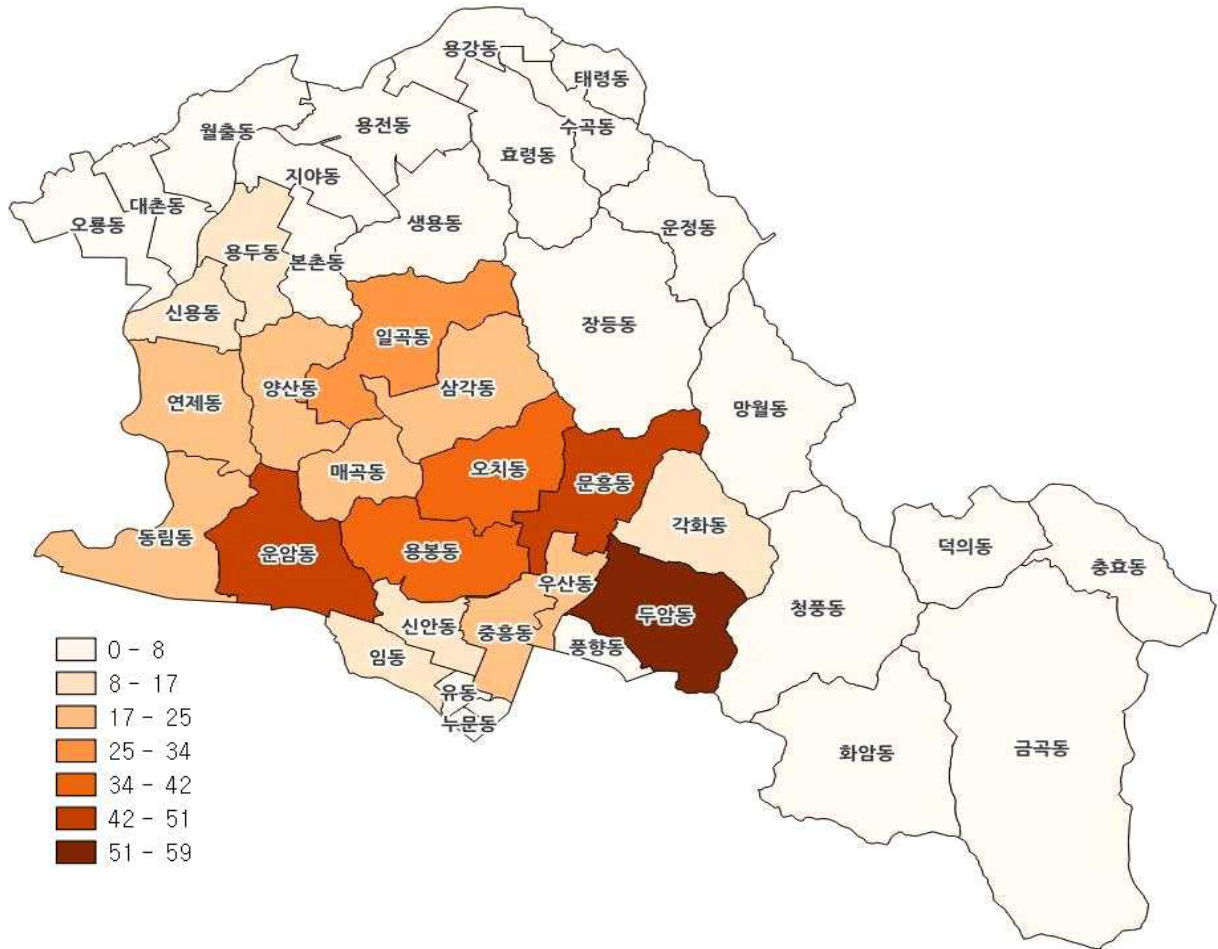 용강동
태령동
월출동
용전동
수곡동
효령동
지야동
대촌동
오룡동
생용동
운정동
용두동
본촌동
신용동
일곡동
장등동
양산동
삼각동
연제동
망월동
매곡동
오치동
문흥동
각화동
동림동
운암동
용봉동
덕의동
충효동
우산동
두암동
청풍동
신안동
중흥동
임동
풍향동
유동
누문동
화암동
금곡동
0 - 8
8 - 17
17 - 25
25 - 34
34 - 42
42 - 51
51 - 59